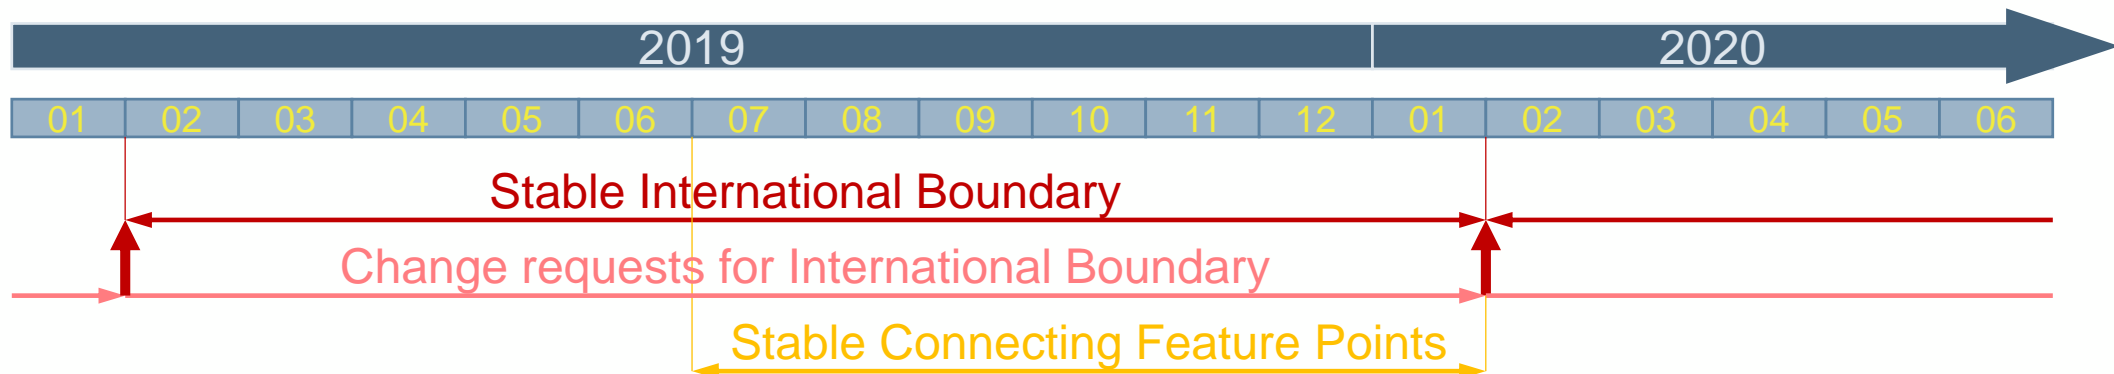 2019 2020
01 02 03 04 05 06 07 08 09 10 11 12 01 02 03 04 05 06
Stable International Boundary
Change requests for International Boundary
Stable Connecting Feature Points